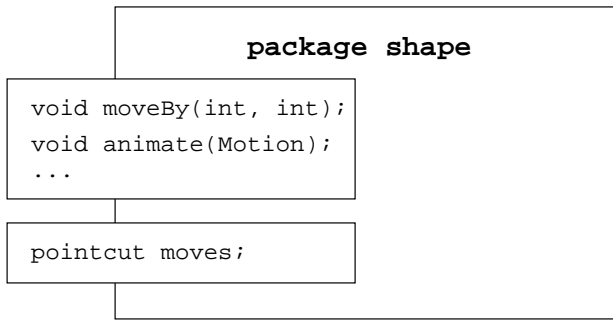 package shape
void moveBy(int, int);
void animate(Motion);
...
pointcut moves;